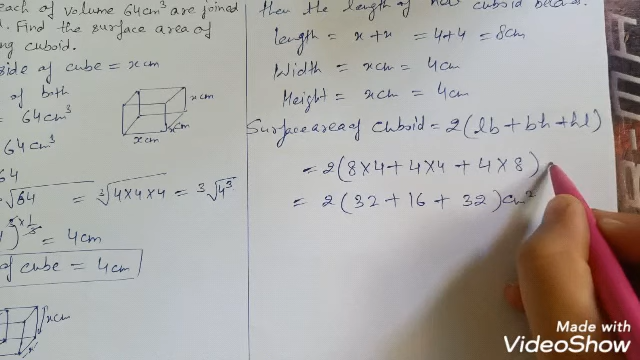 each of volume 64cm³ are joined
. Find the surface area of
ng cuboid.
side of cube = x cm
of both
= 64cm³
64cm³
x cm
x cm
64
√64 = ∛4×4×4 = ∛4³
= 4cm
of cube = 4cm
x cm
then the length of new cuboid
length = x + x = 4+4 = 8cm
Width = x cm = 4cm
Height = x cm = 4cm
Surface area of Cuboid = 2(lb + bh + hl)
= 2(8×4+4×4+4×8)
= 2(32+16+32)cm²
Made with
VideoShow